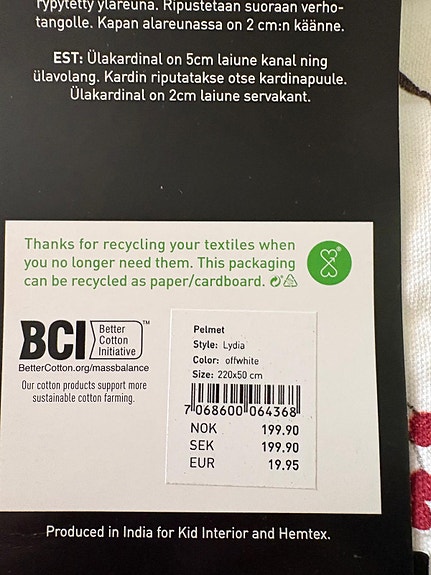 rypytetty yläreuna. Ripustetaan suoraan verho-
tangolle. Kapan alareunassa on 2 cm:n käänne.
EST: Ülakardinal on 5cm laiune kanal ning
ülavolang. Kardin riputatakse otse kardinapuule.
Ülakardinal on 2cm laiune servakant.
Thanks for recycling your textiles when
you no longer need them. This packaging
can be recycled as paper/cardboard.
BCI Better
Cotton
Initiative™
BetterCotton.org/massbalance
Our cotton products support more
sustainable cotton farming.
Pelmet
Style: Lydia
Color: offwhite
Size: 220x50 cm
7 068600 064368
NOK 199.90
SEK 199.90
EUR 19.95
Produced in India for Kid Interior and Hemtex.